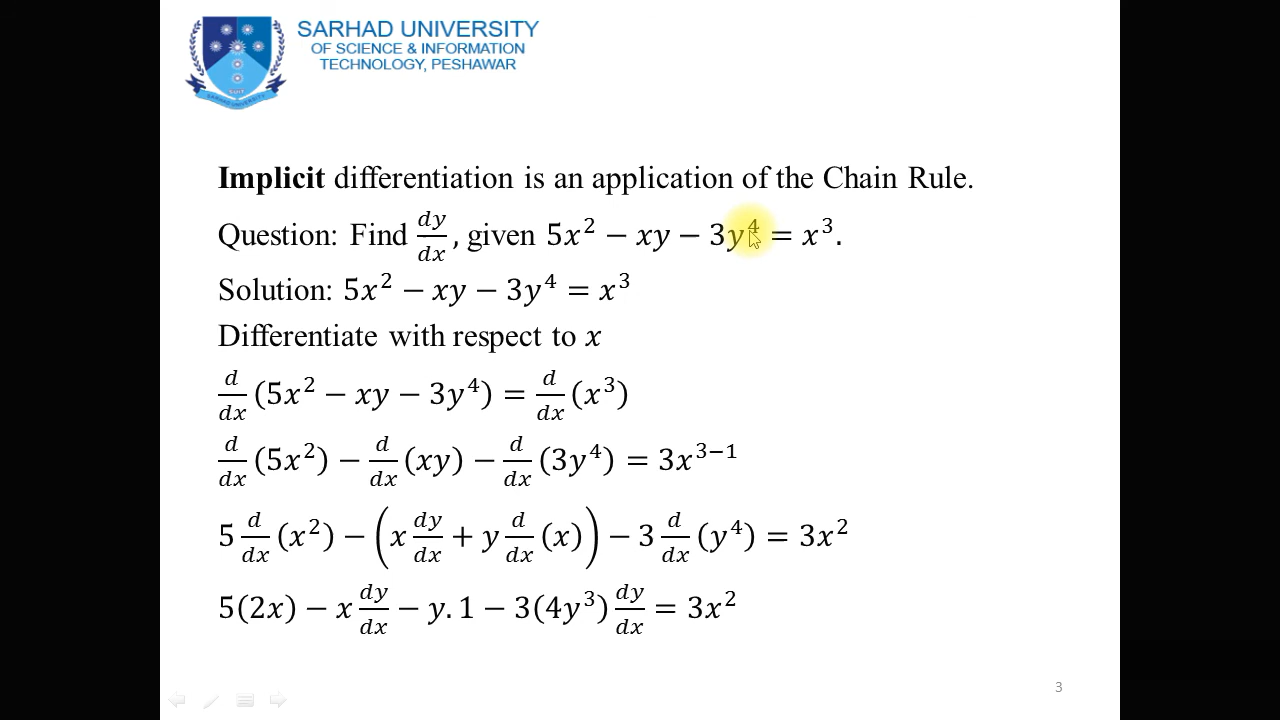 SARHAD UNIVERSITY
OF SCIENCE & INFORMATION
TECHNOLOGY, PESHAWAR
Implicit differentiation is an application of the Chain Rule.
Question: Find dy/dx, given 5x² − xy − 3y⁴ = x³.
Solution: 5x² − xy − 3y⁴ = x³
Differentiate with respect to x
d/dx (5x² − xy − 3y⁴) = d/dx (x³)
d/dx (5x²) − d/dx (xy) − d/dx (3y⁴) = 3x³⁻¹
5 d/dx (x²) − (x dy/dx + y d/dx (x)) − 3 d/dx (y⁴) = 3x²
5(2x) − x dy/dx − y. 1 − 3(4y³) dy/dx = 3x²
3